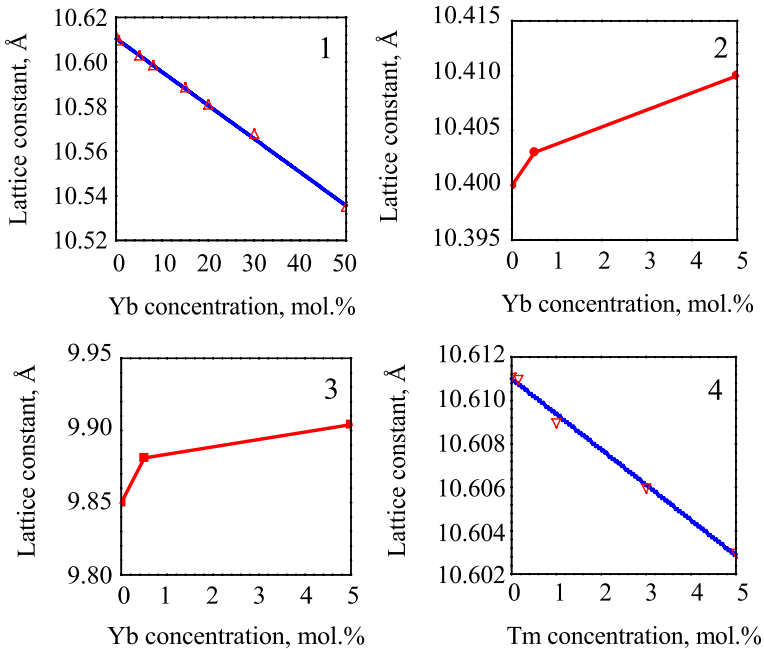 10.62
10.60
10.58
10.56
10.54
10.52
Lattice constant, Å
1
0 10 20 30 40 50
Yb concentration, mol.%
10.415
10.410
10.405
10.400
10.395
Lattice constant, Å
2
0 1 2 3 4 5
Yb concentration, mol.%
9.95
9.90
9.85
9.80
Lattice constant, Å
3
0 1 2 3 4 5
Yb concentration, mol.%
10.612
10.610
10.606
10.604
10.602
Lattice constant, Å
4
0 1 2 3 4 5
Tm concentration, mol.%